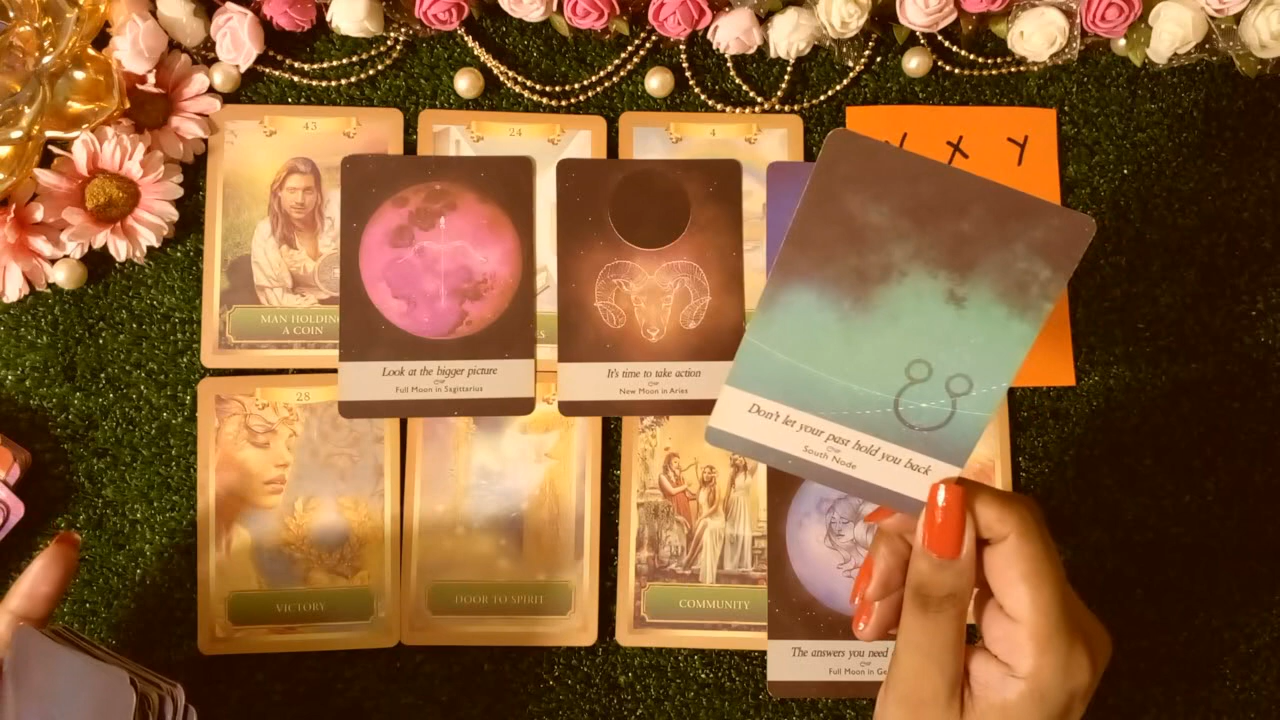 43
24
4
X Y
MAN HOLDING
A COIN
Look at the bigger picture
Full Moon in Sagittarius
It's time to take action
New Moon in Aries
Don't let your past hold you back
South Node
28
VICTORY
DOOR TO SPIRIT
COMMUNITY
The answers you need
Full Moon in